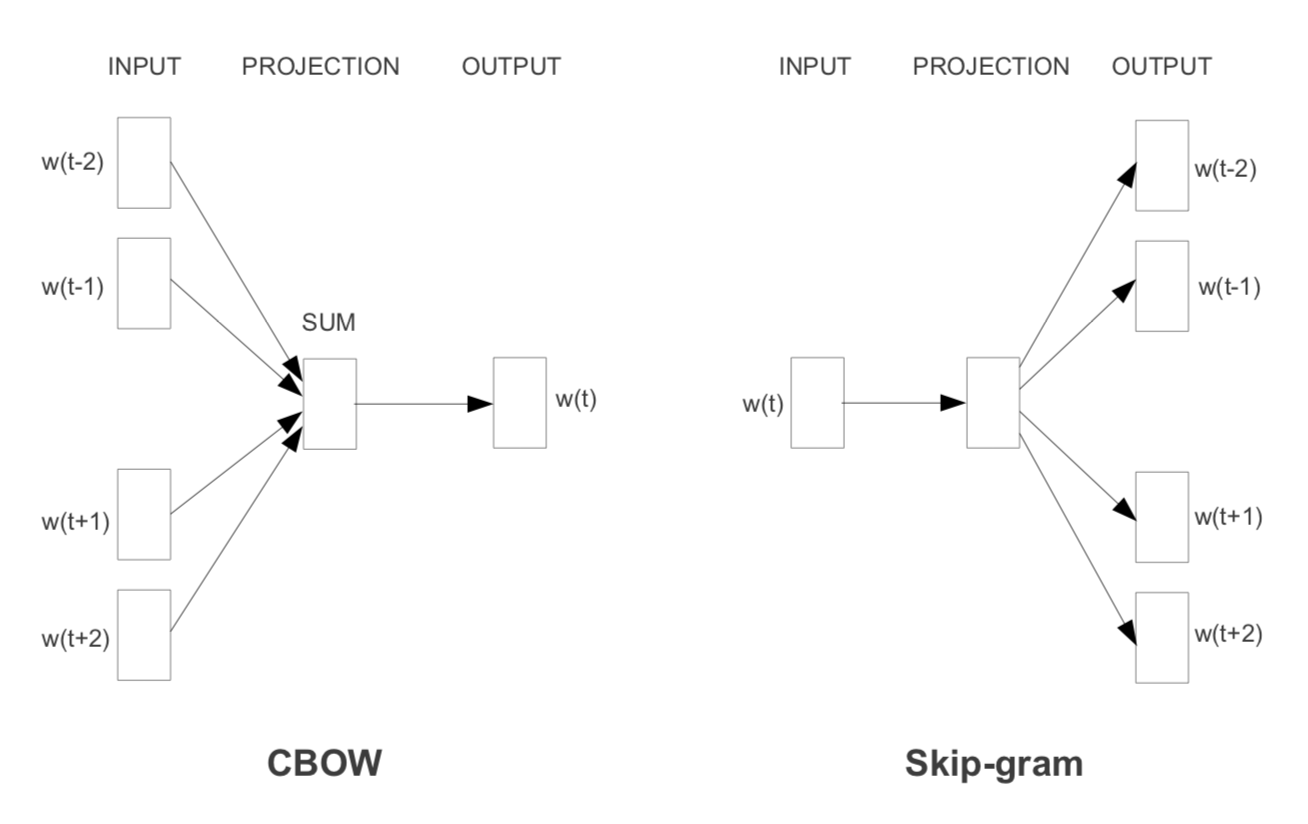 INPUT PROJECTION OUTPUT
w(t-2)
w(t-1)
SUM
w(t)
w(t+1)
w(t+2)
CBOW
INPUT PROJECTION OUTPUT
w(t-2)
w(t-1)
w(t)
w(t+1)
w(t+2)
Skip-gram